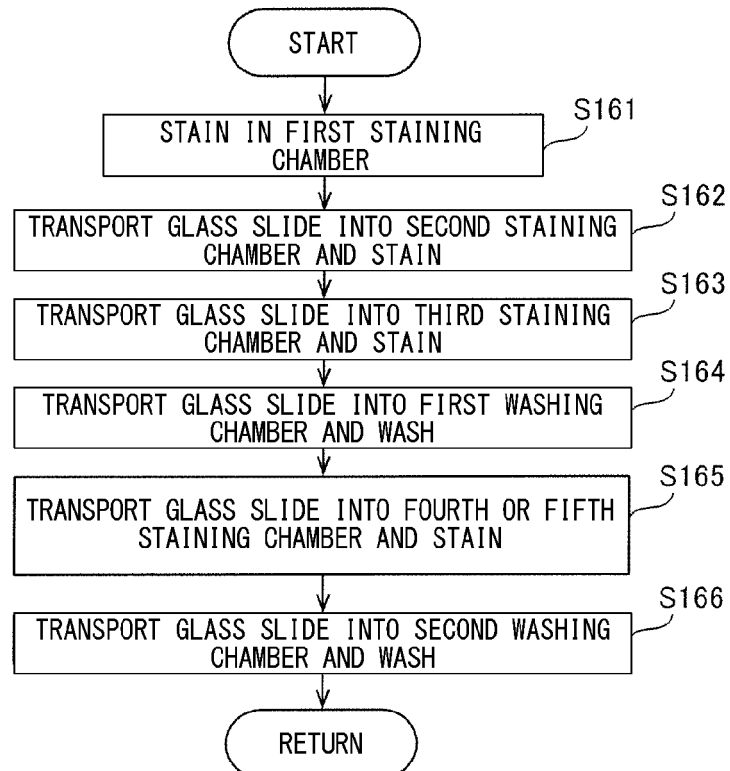 START
S161
STAIN IN FIRST STAINING
CHAMBER
S162
TRANSPORT GLASS SLIDE INTO SECOND STAINING
CHAMBER AND STAIN
S163
TRANSPORT GLASS SLIDE INTO THIRD STAINING
CHAMBER AND STAIN
S164
TRANSPORT GLASS SLIDE INTO FIRST WASHING
CHAMBER AND WASH
S165
TRANSPORT GLASS SLIDE INTO FOURTH OR FIFTH
STAINING CHAMBER AND STAIN
S166
TRANSPORT GLASS SLIDE INTO SECOND WASHING
CHAMBER AND WASH
RETURN